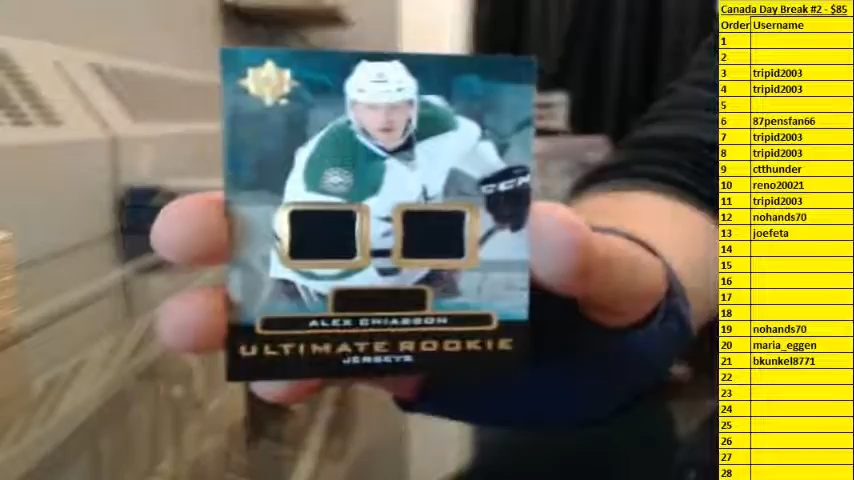 CCM
ALEX CHIASSON
ULTIMATE ROOKIE
JERSEYS
Canada Day Break #2 - $85
Order Username
1
2
3 tripid2003
4 tripid2003
5
6 87pensfan66
7 tripid2003
8 tripid2003
9 ctthunder
10 reno20021
11 tripid2003
12 nohands70
13 joefeta
14
15
16
17
18
19 nohands70
20 maria_eggen
21 bkunkel8771
22
23
24
25
26
27
28